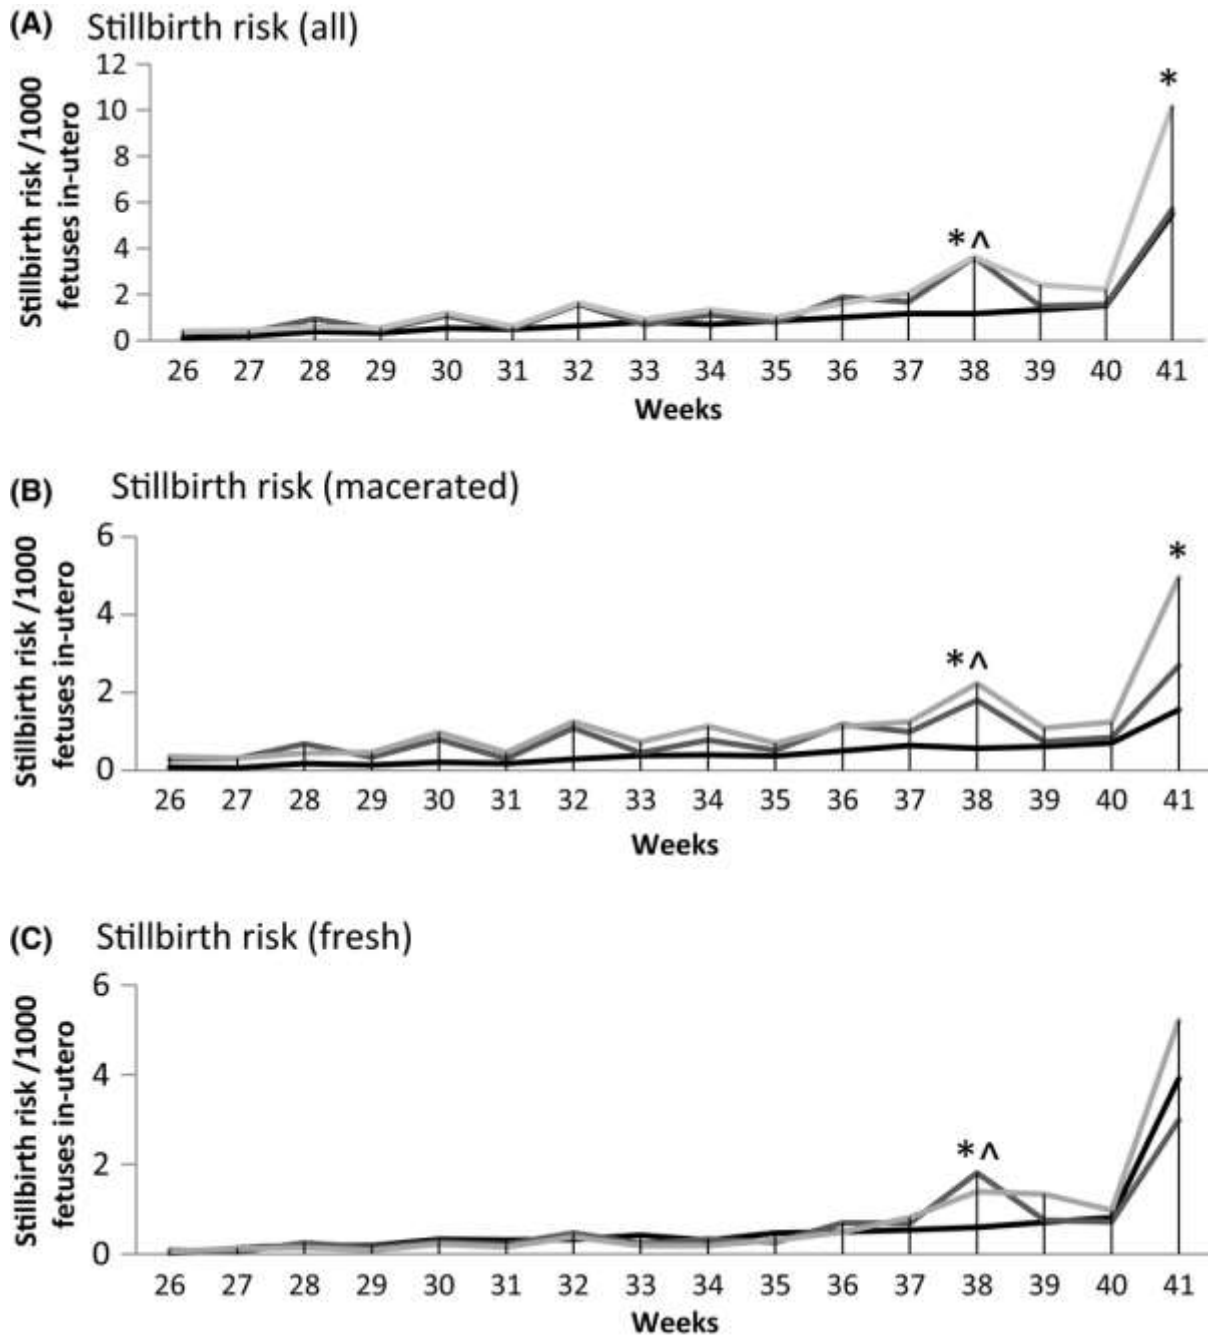 (A) Stillbirth risk (all)
Stillbirth risk /1000
fetuses in-utero
12
10
8
6
4
2
0
*
*^
26 27 28 29 30 31 32 33 34 35 36 37 38 39 40 41
Weeks
(B) Stillbirth risk (macerated)
Stillbirth risk /1000
fetuses in-utero
6
4
2
0
*
*^
26 27 28 29 30 31 32 33 34 35 36 37 38 39 40 41
Weeks
(C) Stillbirth risk (fresh)
Stillbirth risk /1000
fetuses in-utero
6
4
2
0
*^
26 27 28 29 30 31 32 33 34 35 36 37 38 39 40 41
Weeks